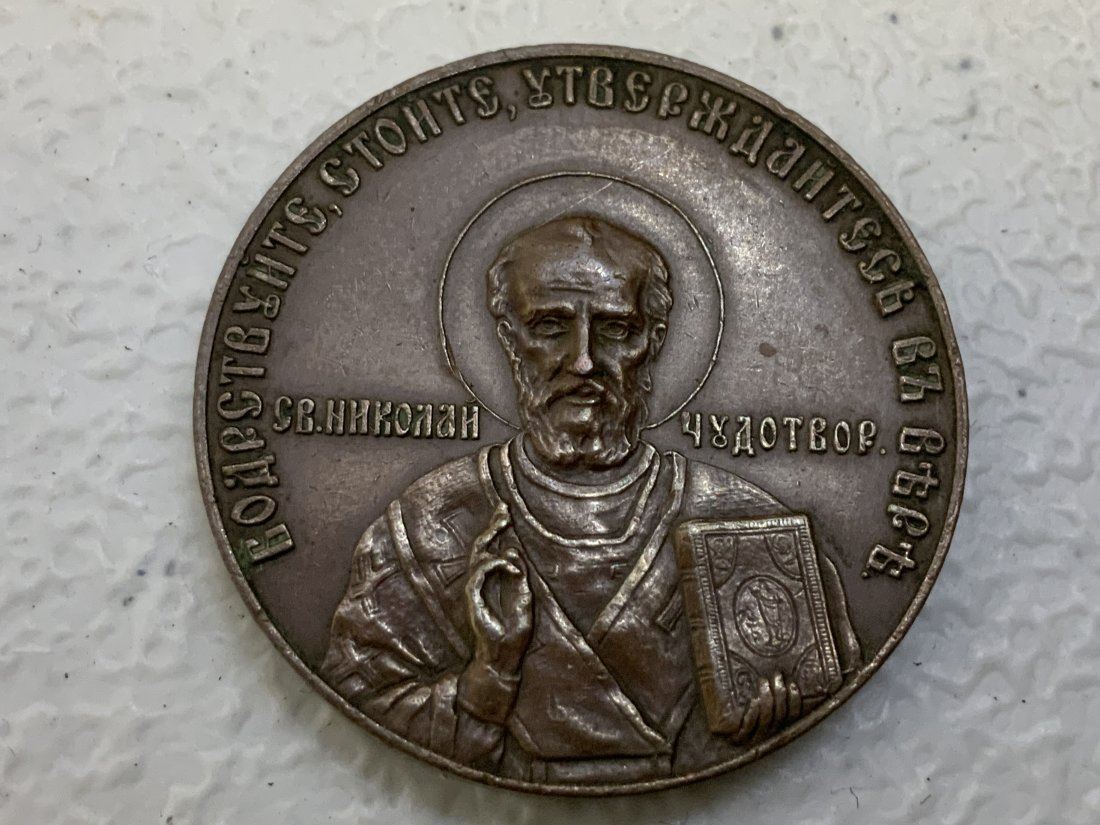 Бодрствуйте, стойте, утверждайтесь въ вѣрѣ.
СВ. НИКОЛАЙ ЧУДОТВОР.